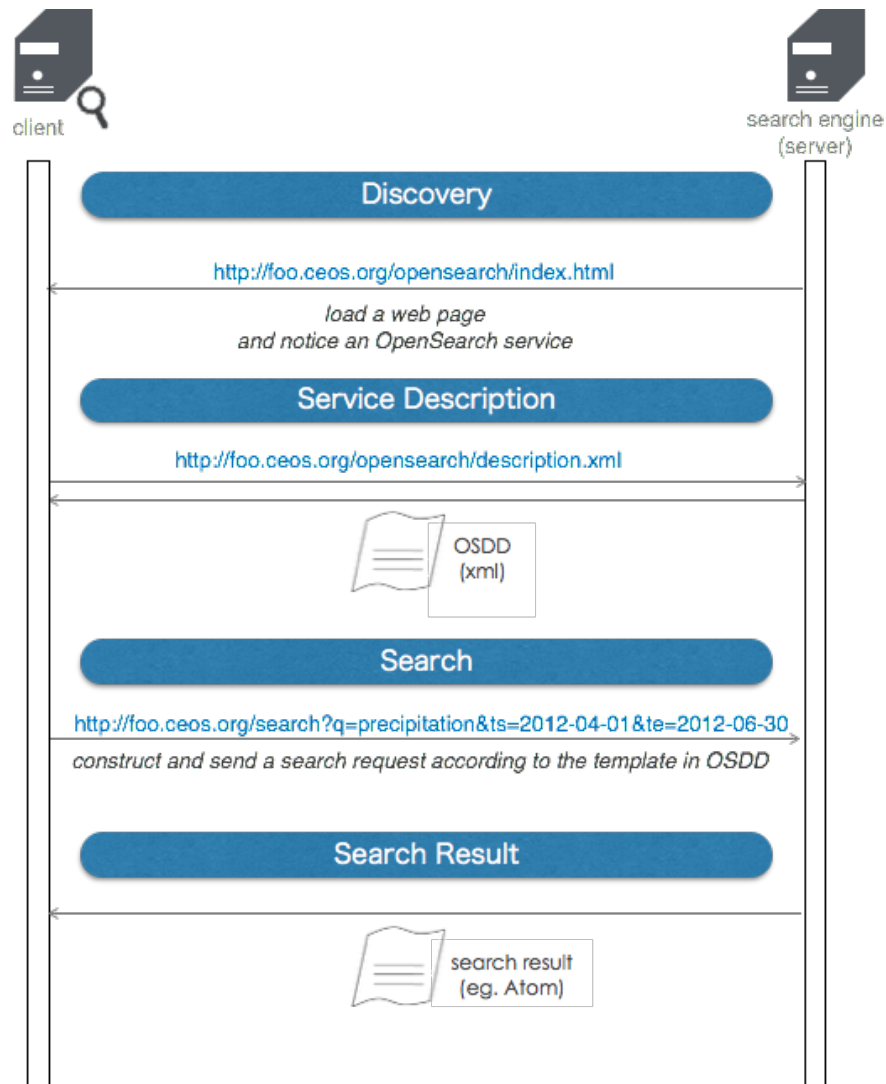 client
search engine
(server)
Discovery
http://foo.ceos.org/opensearch/index.html
load a web page
and notice an OpenSearch service
Service Description
http://foo.ceos.org/opensearch/description.xml
OSDD
(xml)
Search
http://foo.ceos.org/search?q=precipitation&ts=2012-04-01&te=2012-06-30
construct and send a search request according to the template in OSDD
Search Result
search result
(eg. Atom)